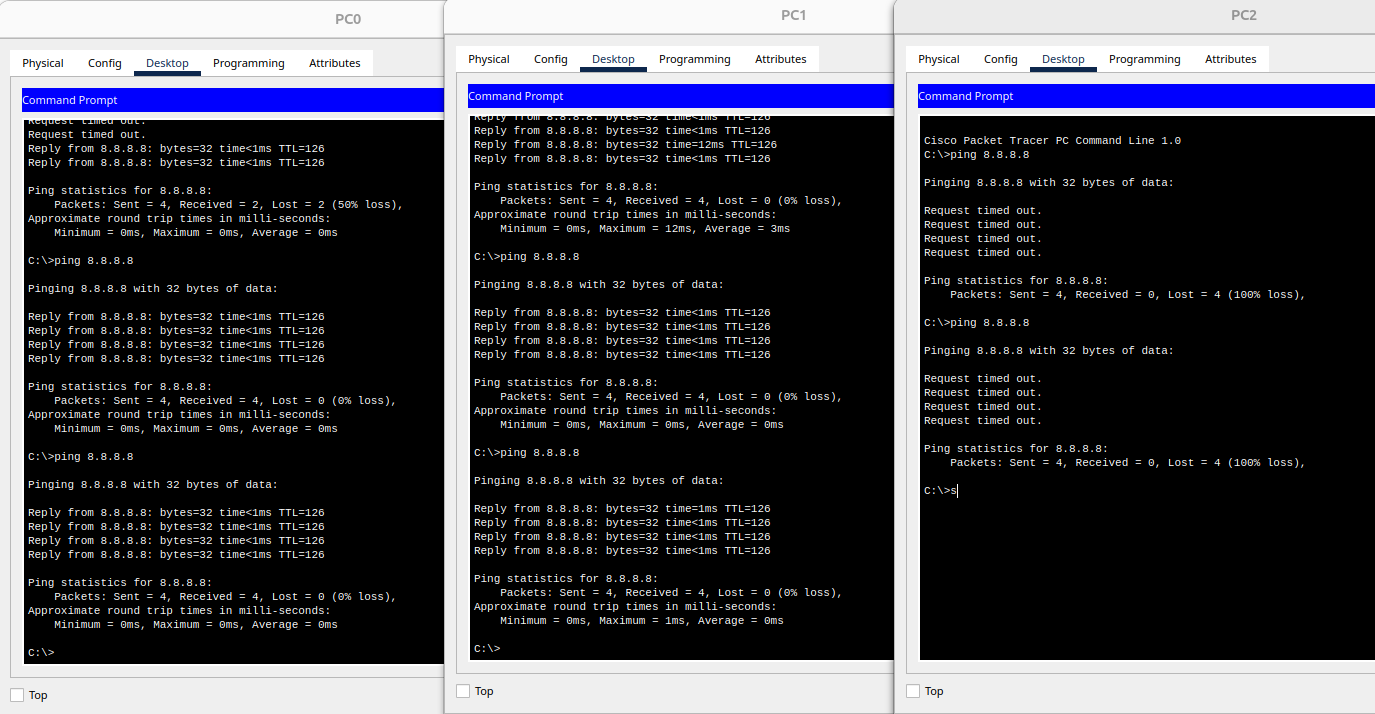 PC0
Physical Config Desktop Programming Attributes
Command Prompt
Request timed out.
Request timed out.
Reply from 8.8.8.8: bytes=32 time<1ms TTL=126
Reply from 8.8.8.8: bytes=32 time<1ms TTL=126
Ping statistics for 8.8.8.8:
Packets: Sent = 4, Received = 2, Lost = 2 (50% loss),
Approximate round trip times in milli-seconds:
Minimum = 0ms, Maximum = 0ms, Average = 0ms
C:\>ping 8.8.8.8
Pinging 8.8.8.8 with 32 bytes of data:
Reply from 8.8.8.8: bytes=32 time<1ms TTL=126
Reply from 8.8.8.8: bytes=32 time<1ms TTL=126
Reply from 8.8.8.8: bytes=32 time<1ms TTL=126
Reply from 8.8.8.8: bytes=32 time<1ms TTL=126
Ping statistics for 8.8.8.8:
Packets: Sent = 4, Received = 4, Lost = 0 (0% loss),
Approximate round trip times in milli-seconds:
Minimum = 0ms, Maximum = 0ms, Average = 0ms
C:\>ping 8.8.8.8
Pinging 8.8.8.8 with 32 bytes of data:
Reply from 8.8.8.8: bytes=32 time<1ms TTL=126
Reply from 8.8.8.8: bytes=32 time<1ms TTL=126
Reply from 8.8.8.8: bytes=32 time<1ms TTL=126
Reply from 8.8.8.8: bytes=32 time<1ms TTL=126
Ping statistics for 8.8.8.8:
Packets: Sent = 4, Received = 4, Lost = 0 (0% loss),
Approximate round trip times in milli-seconds:
Minimum = 0ms, Maximum = 0ms, Average = 0ms
C:\>
Top
PC1
Physical Config Desktop Programming Attributes
Command Prompt
Reply from 8.8.8.8: bytes=32 time<1ms TTL=126
Reply from 8.8.8.8: bytes=32 time<1ms TTL=126
Reply from 8.8.8.8: bytes=32 time=12ms TTL=126
Reply from 8.8.8.8: bytes=32 time<1ms TTL=126
Ping statistics for 8.8.8.8:
Packets: Sent = 4, Received = 4, Lost = 0 (0% loss),
Approximate round trip times in milli-seconds:
Minimum = 0ms, Maximum = 12ms, Average = 3ms
C:\>ping 8.8.8.8
Pinging 8.8.8.8 with 32 bytes of data:
Reply from 8.8.8.8: bytes=32 time<1ms TTL=126
Reply from 8.8.8.8: bytes=32 time<1ms TTL=126
Reply from 8.8.8.8: bytes=32 time<1ms TTL=126
Reply from 8.8.8.8: bytes=32 time<1ms TTL=126
Ping statistics for 8.8.8.8:
Packets: Sent = 4, Received = 4, Lost = 0 (0% loss),
Approximate round trip times in milli-seconds:
Minimum = 0ms, Maximum = 0ms, Average = 0ms
C:\>ping 8.8.8.8
Pinging 8.8.8.8 with 32 bytes of data:
Reply from 8.8.8.8: bytes=32 time=1ms TTL=126
Reply from 8.8.8.8: bytes=32 time<1ms TTL=126
Reply from 8.8.8.8: bytes=32 time<1ms TTL=126
Reply from 8.8.8.8: bytes=32 time<1ms TTL=126
Ping statistics for 8.8.8.8:
Packets: Sent = 4, Received = 4, Lost = 0 (0% loss),
Approximate round trip times in milli-seconds:
Minimum = 0ms, Maximum = 1ms, Average = 0ms
C:\>
Top
PC2
Physical Config Desktop Programming Attributes
Command Prompt
Cisco Packet Tracer PC Command Line 1.0
C:\>ping 8.8.8.8
Pinging 8.8.8.8 with 32 bytes of data:
Request timed out.
Request timed out.
Request timed out.
Request timed out.
Ping statistics for 8.8.8.8:
Packets: Sent = 4, Received = 0, Lost = 4 (100% loss),
C:\>ping 8.8.8.8
Pinging 8.8.8.8 with 32 bytes of data:
Request timed out.
Request timed out.
Request timed out.
Request timed out.
Ping statistics for 8.8.8.8:
Packets: Sent = 4, Received = 0, Lost = 4 (100% loss),
C:\>s
Top